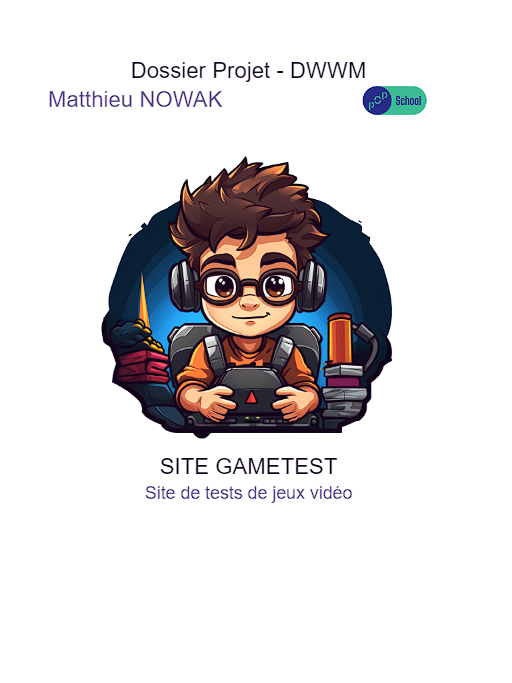 Dossier Projet - DWWM
Matthieu NOWAK
pop School
SITE GAMETEST
Site de tests de jeux vidéo